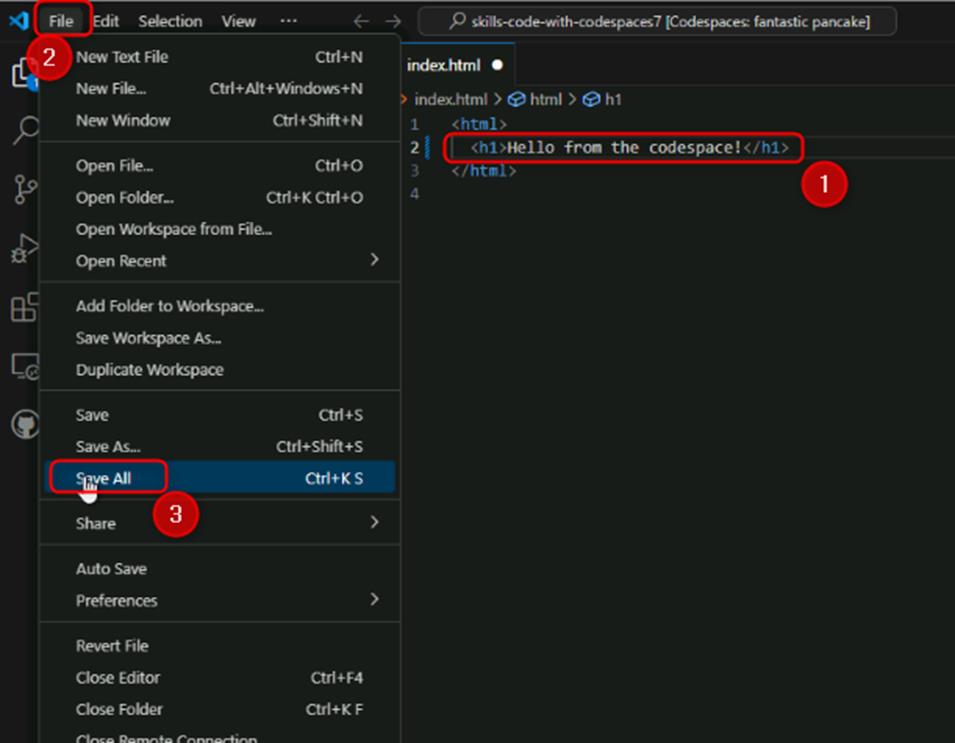 File Edit Selection View ... skills-code-with-codespaces7 [Codespaces: fantastic pancake]
2
New Text File Ctrl+N
New File... Ctrl+Alt+Windows+N
New Window Ctrl+Shift+N
Open File... Ctrl+O
Open Folder... Ctrl+K Ctrl+O
Open Workspace from File...
Open Recent
Add Folder to Workspace...
Save Workspace As...
Duplicate Workspace
Save Ctrl+S
Save As... Ctrl+Shift+S
Save All Ctrl+K S
3
Share
Auto Save
Preferences
Revert File
Close Editor Ctrl+F4
Close Folder Ctrl+K F
Close Remote Connection
index.html
index.html > html > h1
1 <html>
2 <h1>Hello from the codespace!</h1>
1
3 </html>
4